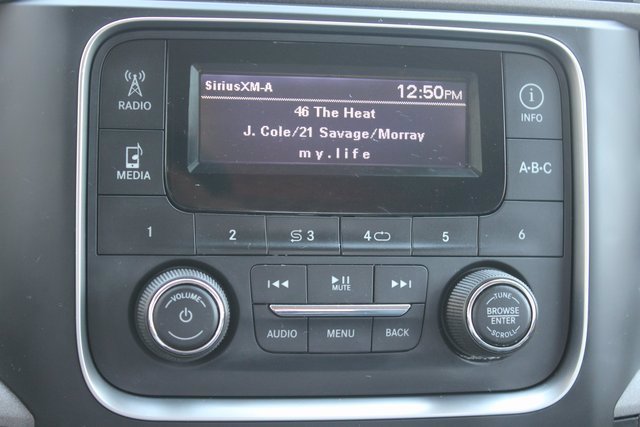 SiriusXM-A 12:50PM
46 The Heat
J. Cole/21 Savage/Morray
my.life
RADIO
INFO
MEDIA
A•B•C
1 2 3 4 5 6
VOLUME
MUTE
TUNE
BROWSE
ENTER
SCROLL
AUDIO MENU BACK